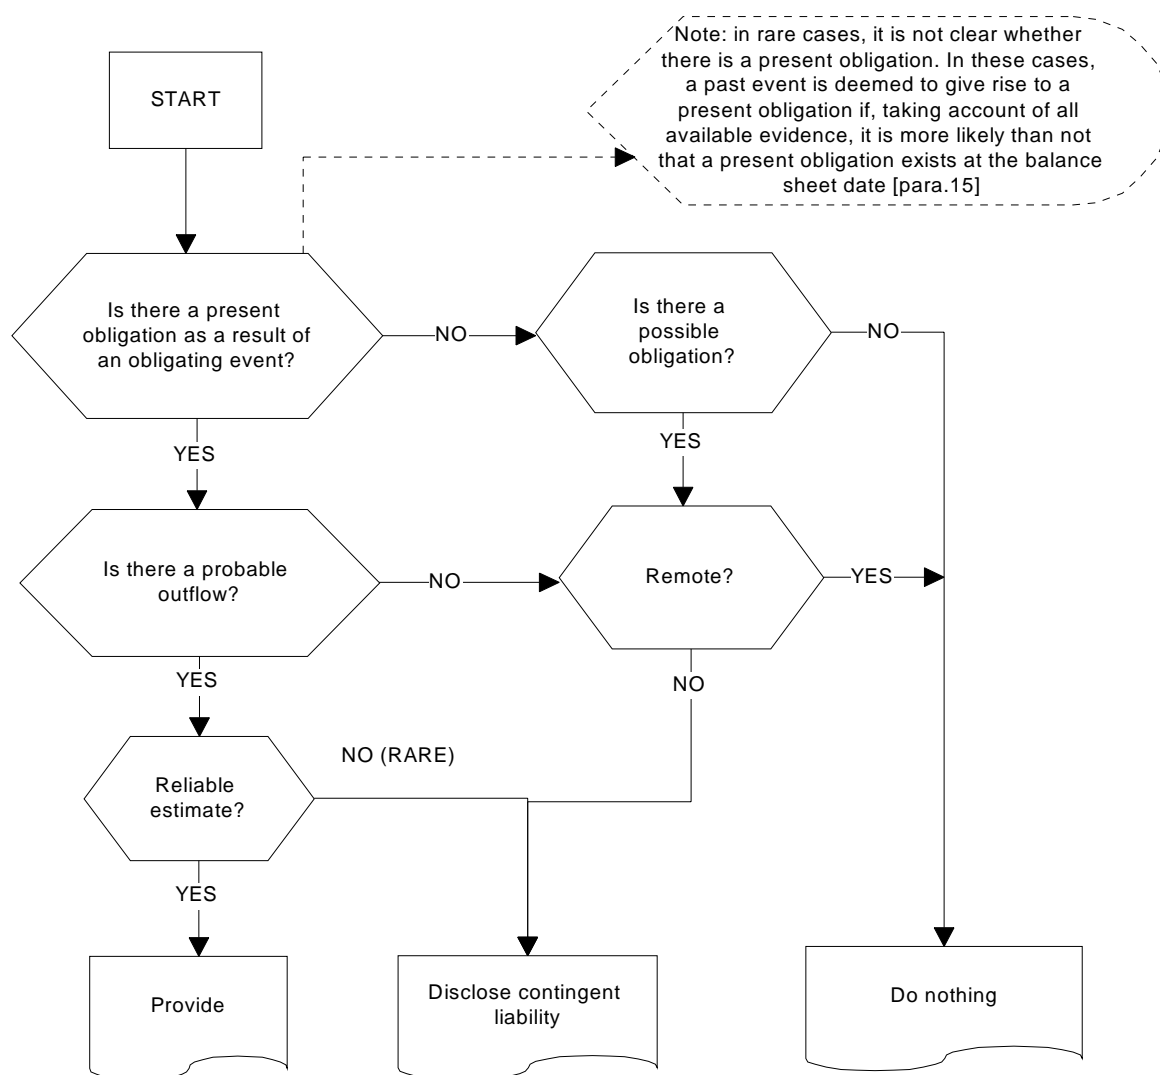 Note: in rare cases, it is not clear whether
there is a present obligation. In these cases,
a past event is deemed to give rise to a
present obligation if, taking account of all
available evidence, it is more likely than not
that a present obligation exists at the balance
sheet date [para.15]
START
Is there a present
obligation as a result of
an obligating event?
NO
Is there a
possible
obligation?
NO
YES
YES
Is there a probable
outflow?
NO
Remote?
YES
YES
NO
NO (RARE)
Reliable
estimate?
YES
Provide
Disclose contingent
liability
Do nothing